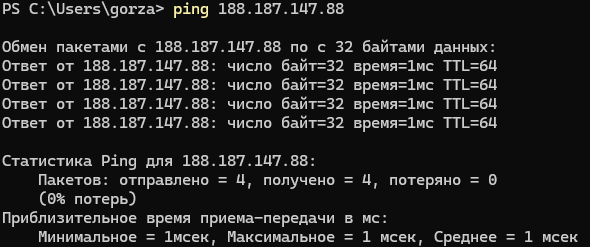 PS C:\Users\gorza> ping 188.187.147.88
Обмен пакетами с 188.187.147.88 по с 32 байтами данных:
Ответ от 188.187.147.88: число байт=32 время=1мс TTL=64
Ответ от 188.187.147.88: число байт=32 время=1мс TTL=64
Ответ от 188.187.147.88: число байт=32 время=1мс TTL=64
Ответ от 188.187.147.88: число байт=32 время=1мс TTL=64
Статистика Ping для 188.187.147.88:
Пакетов: отправлено = 4, получено = 4, потеряно = 0
(0% потерь)
Приблизительное время приема-передачи в мс:
Минимальное = 1мсек, Максимальное = 1 мсек, Среднее = 1 мсек